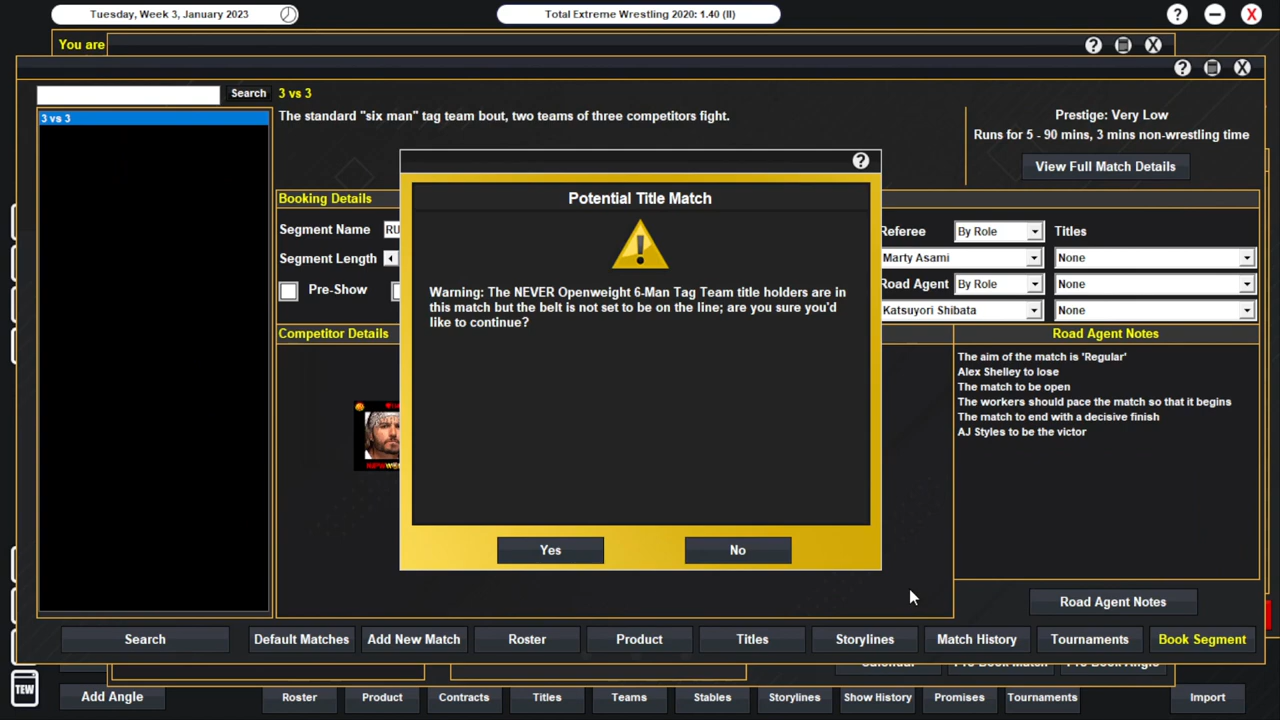 Tuesday, Week 3, January 2023
Total Extreme Wrestling 2020: 1.40 (II)
? X
You are
? X
? X
Search
3 vs 3
3 vs 3
The standard "six man" tag team bout, two teams of three competitors fight.
Prestige: Very Low
Runs for 5 - 90 mins, 3 mins non-wrestling time
View Full Match Details
?
Potential Title Match
Warning: The NEVER Openweight 6-Man Tag Team title holders are in
this match but the belt is not set to be on the line; are you sure you'd
like to continue?
Yes No
Booking Details
Segment Name RU
Segment Length
Pre-Show
Referee By Role Titles
Marty Asami None
Road Agent By Role None
Katsuyori Shibata None
Competitor Details
Road Agent Notes
The aim of the match is 'Regular'
Alex Shelley to lose
The match to be open
The workers should pace the match so that it begins
The match to end with a decisive finish
AJ Styles to be the victor
Road Agent Notes
Search Default Matches Add New Match Roster Product Titles Storylines Match History Tournaments Book Segment
Calendar Pre Book Match Pre Book Angle
TEW Add Angle Roster Product Contracts Titles Teams Stables Storylines Show History Promises Tournaments Import